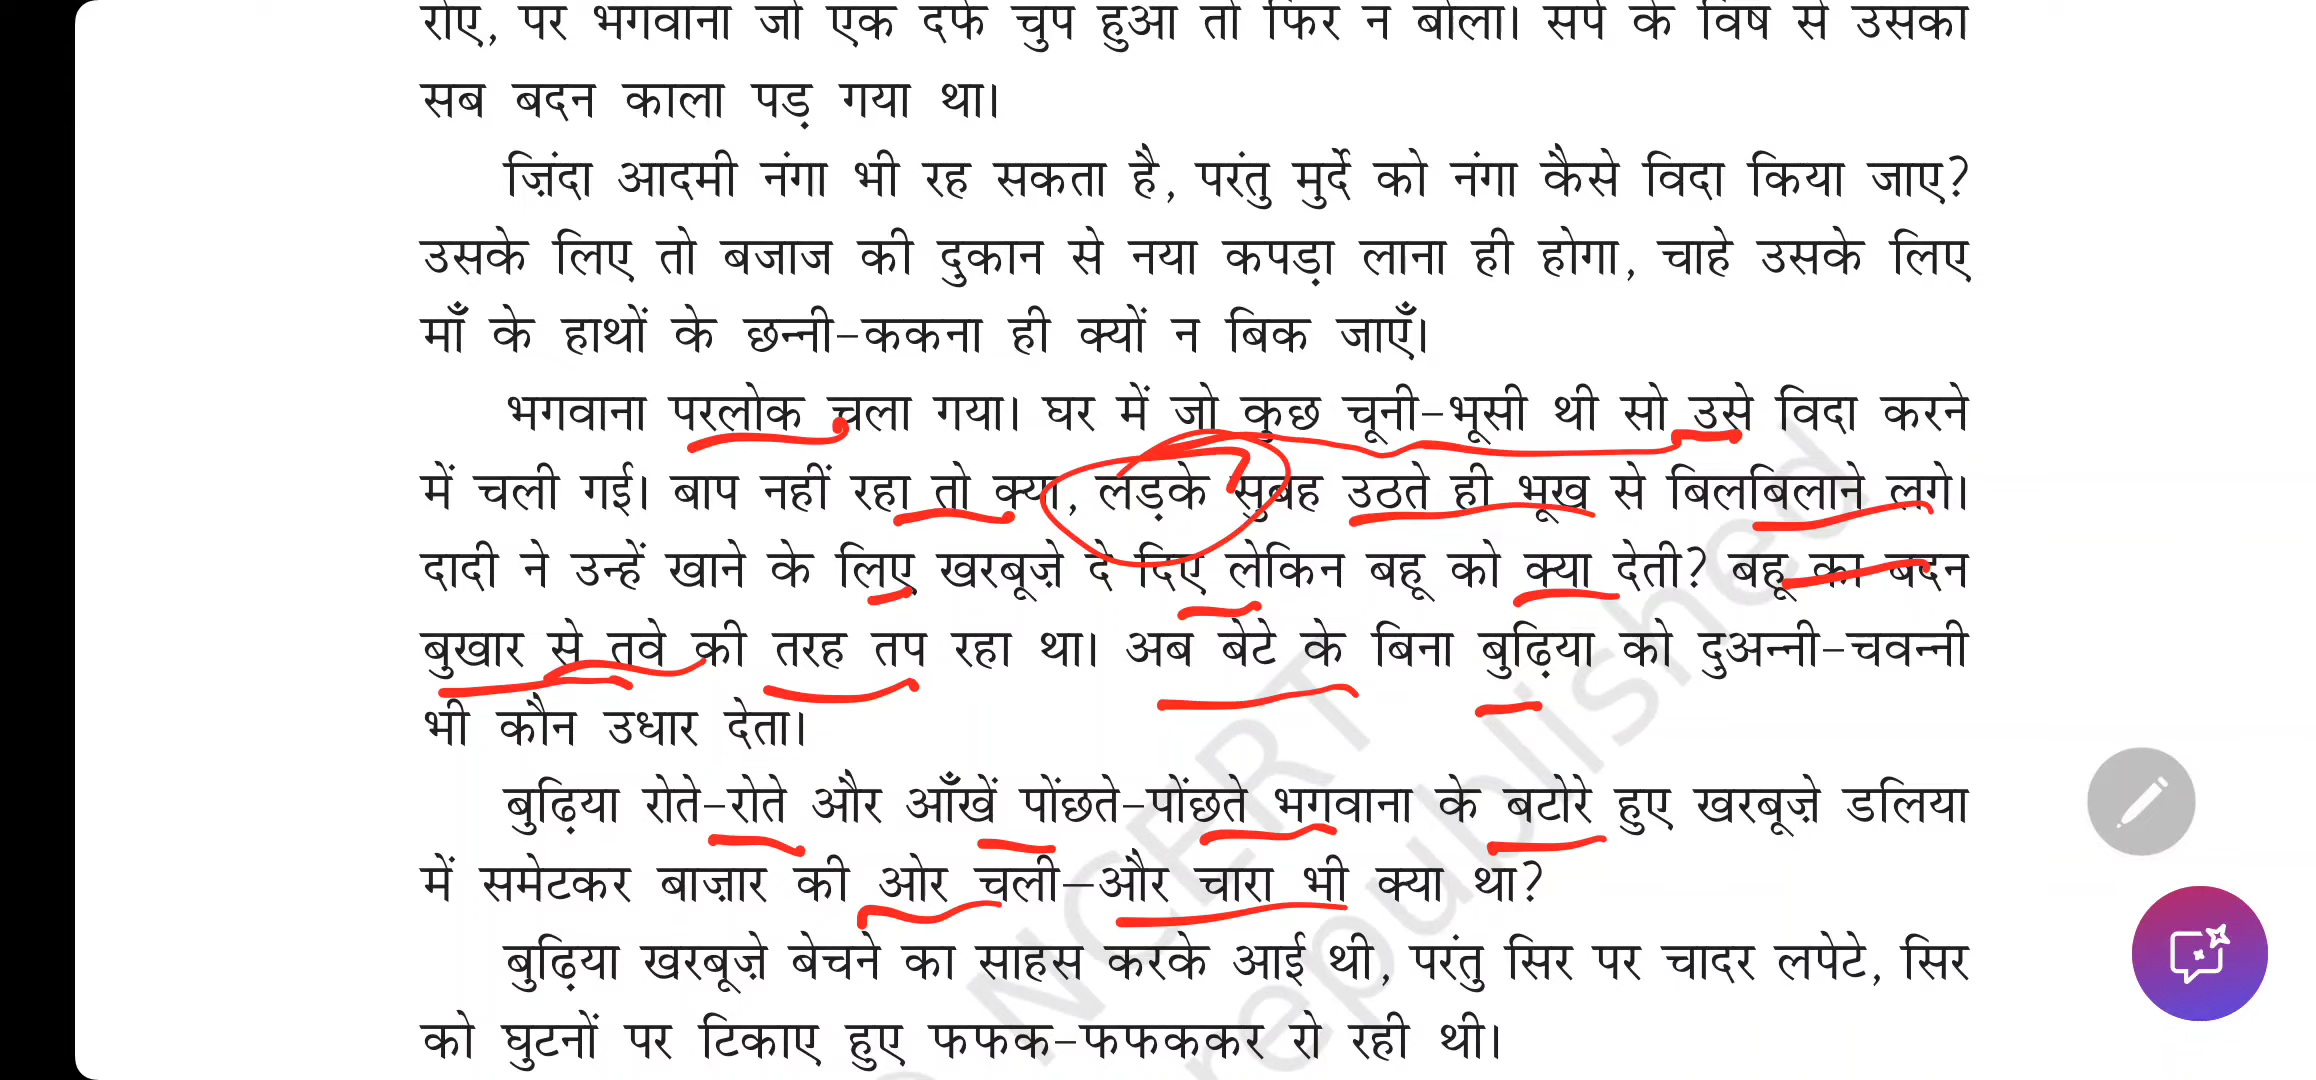 रोए, पर भगवाना जो एक दफे चुप हुआ तो फिर न बोला। सर्प के विष से उसका
सब बदन काला पड़ गया था।
ज़िंदा आदमी नंगा भी रह सकता है, परंतु मुर्दे को नंगा कैसे विदा किया जाए?
उसके लिए तो बजाज की दुकान से नया कपड़ा लाना ही होगा, चाहे उसके लिए
माँ के हाथों के छन्नी-ककना ही क्यों न बिक जाएँ।
भगवाना परलोक चला गया। घर में जो कुछ चूनी-भूसी थी सो उसे विदा करने
में चली गई। बाप नहीं रहा तो क्या, लड़के सुबह उठते ही भूख से बिलबिलाने लगे।
दादी ने उन्हें खाने के लिए खरबूज़े दे दिए लेकिन बहू को क्या देती? बहू का बदन
बुखार से तवे की तरह तप रहा था। अब बेटे के बिना बुढ़िया को दुअन्नी-चवन्नी
भी कौन उधार देता।
बुढ़िया रोते-रोते और आँखें पोंछते-पोंछते भगवाना के बटोरे हुए खरबूज़े डलिया
में समेटकर बाज़ार की ओर चली—और चारा भी क्या था?
बुढ़िया खरबूज़े बेचने का साहस करके आई थी, परंतु सिर पर चादर लपेटे, सिर
को घुटनों पर टिकाए हुए फफक-फफककर रो रही थी।
NCERT
republished